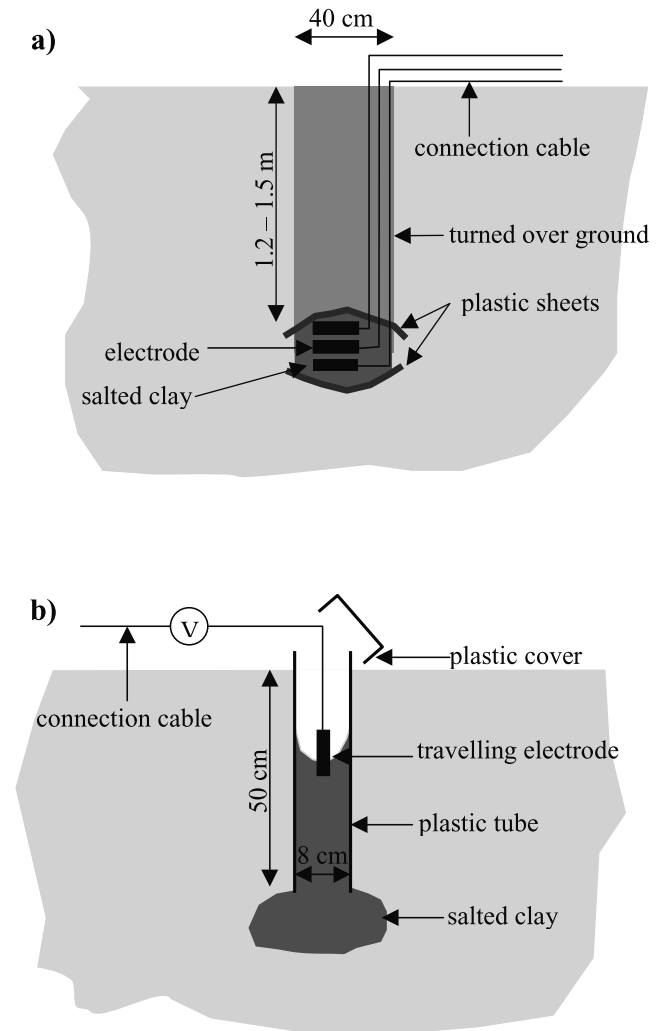 a)
40 cm
connection cable
1.2 – 1.5 m
turned over ground
plastic sheets
electrode
salted clay
b)
V
plastic cover
connection cable
travelling electrode
50 cm
plastic tube
8 cm
salted clay